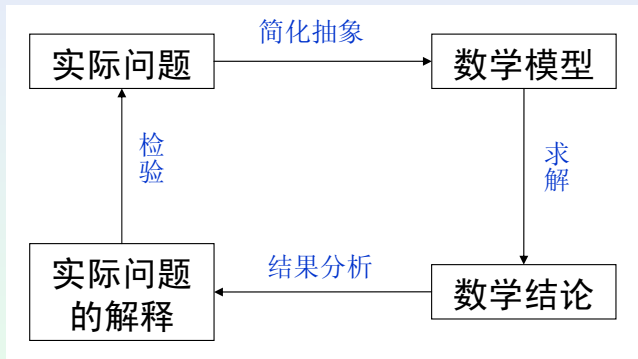 简化抽象
实际问题
数学模型
检
验
求
解
实际问题
的解释
结果分析
数学结论